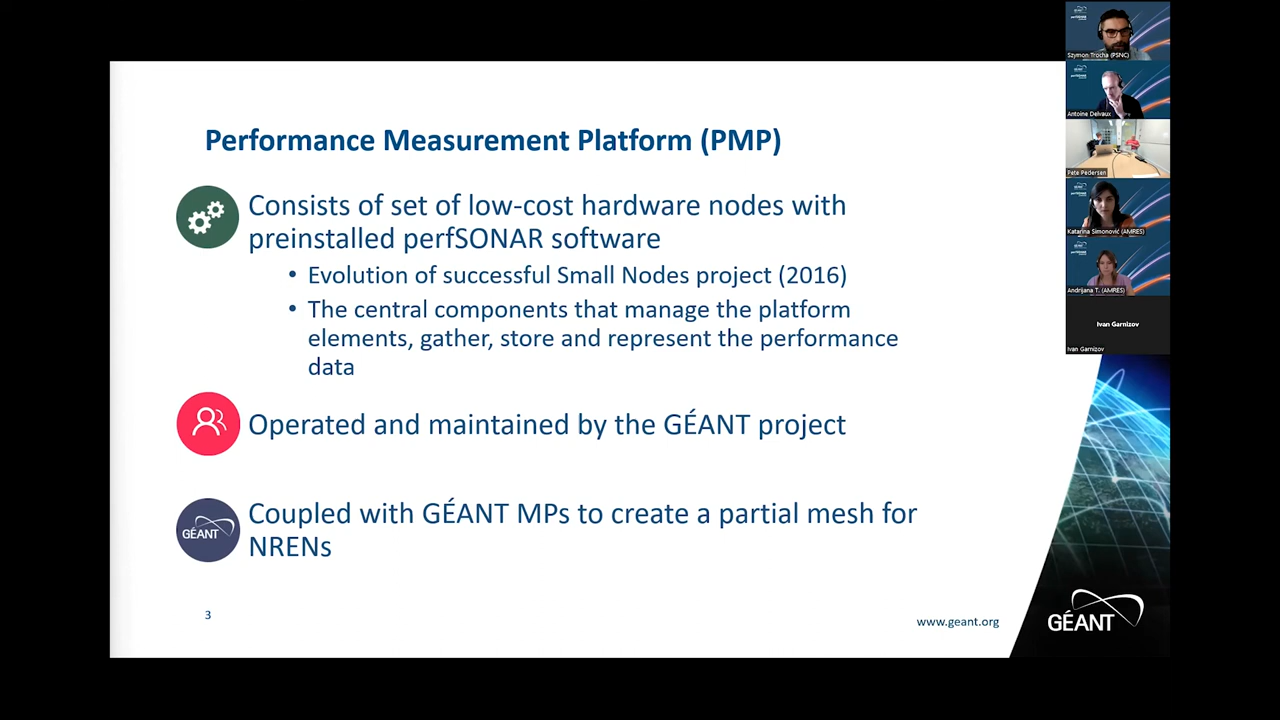 Performance Measurement Platform (PMP)
Consists of set of low-cost hardware nodes with
preinstalled perfSONAR software
• Evolution of successful Small Nodes project (2016)
• The central components that manage the platform
elements, gather, store and represent the performance
data
Operated and maintained by the GÉANT project
GÉANT
Coupled with GÉANT MPs to create a partial mesh for
NRENs
3
www.geant.org
GÉANT
Szymon Trocha (PSNC)
Antoine Delvaux
Pete Pedersen
Katarina Simonović (AMRES)
Andrijana T. (AMRES)
Ivan Garnizov
Ivan Garnizov